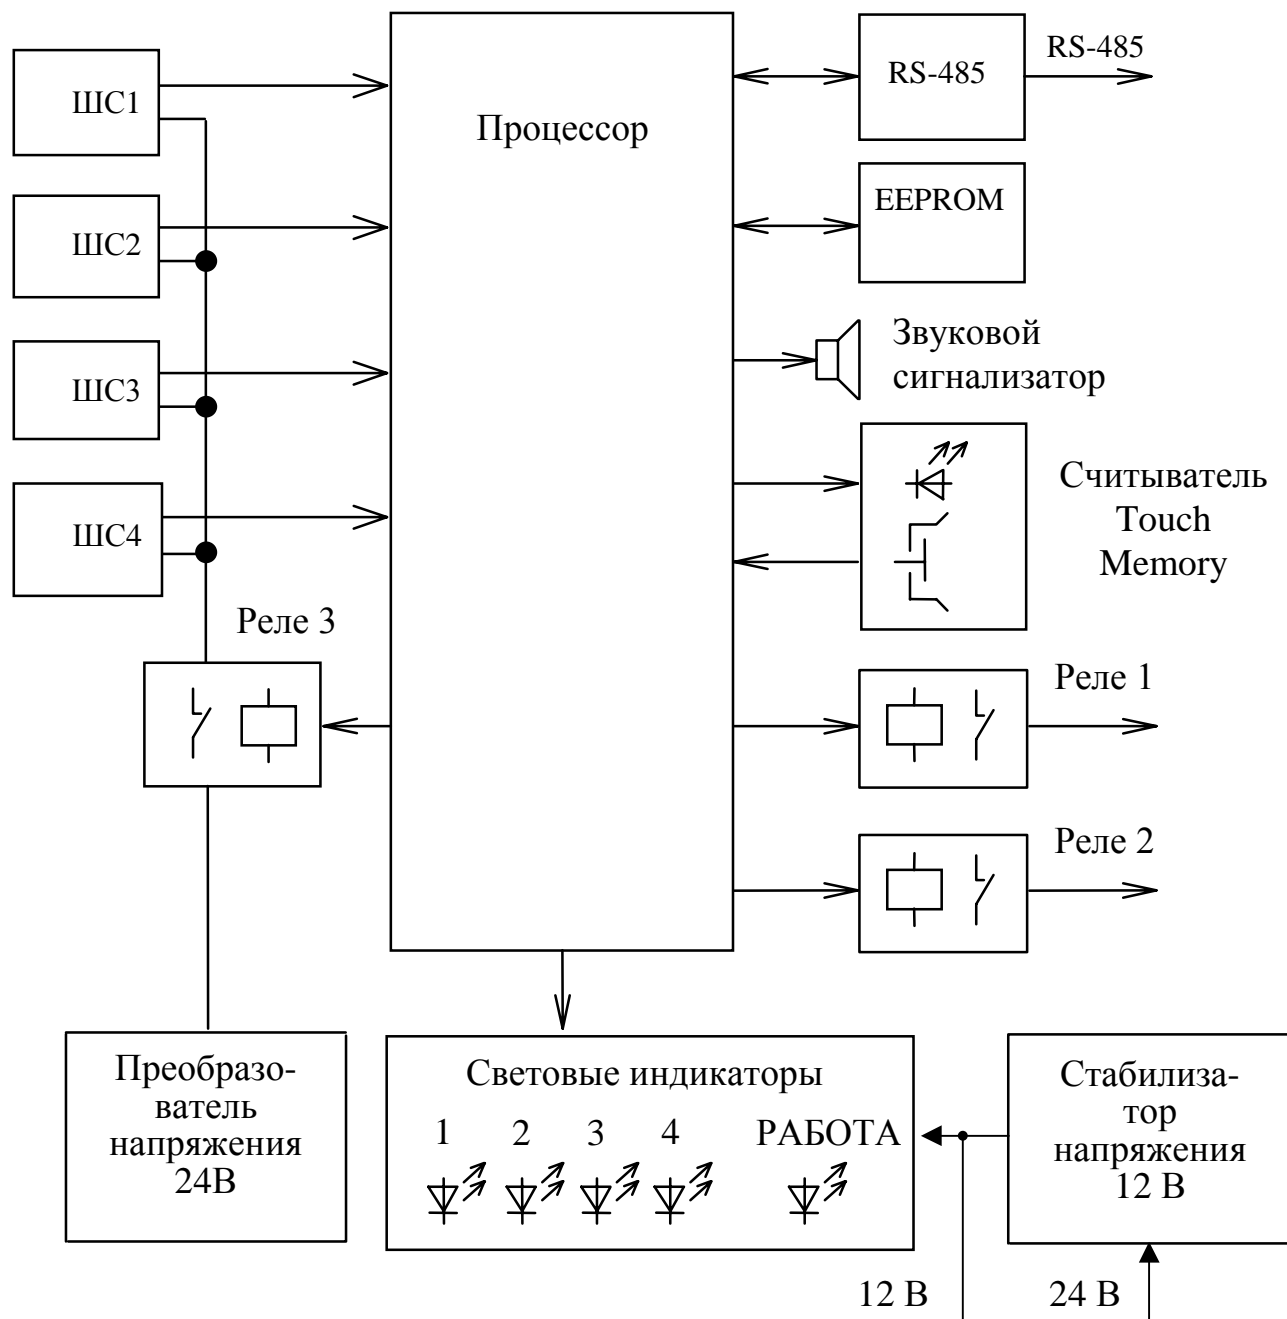 ШС1
ШС2
ШС3
ШС4
Процессор
RS-485
RS-485
EEPROM
Звуковой
сигнализатор
Считыватель
Touch
Memory
Реле 3
Реле 1
Реле 2
Преобразо-
ватель
напряжения
24В
Световые индикаторы
1 2 3 4 РАБОТА
Стабилиза-
тор
напряжения
12 В
12 В
24 В